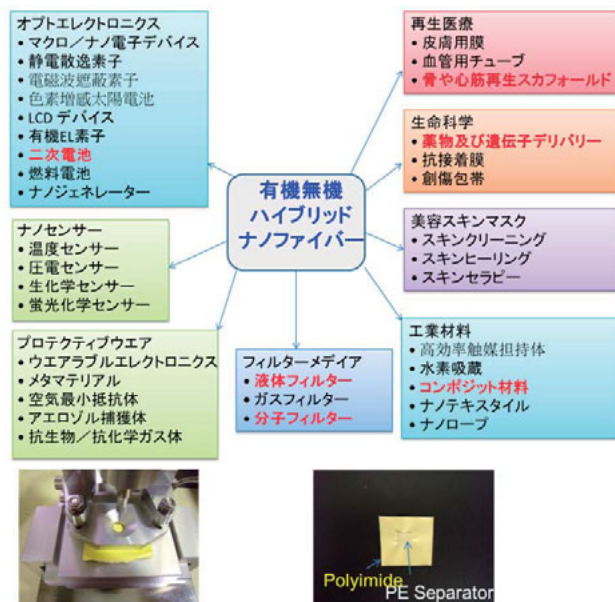 オプトエレクトロニクス
• マクロ／ナノ電子デバイス
• 静電散逸素子
• 電磁波遮蔽素子
• 色素増感太陽電池
• LCD デバイス
• 有機EL素子
• 二次電池
• 燃料電池
• ナノジェネレーター
ナノセンサー
• 温度センサー
• 圧電センサー
• 生化学センサー
• 蛍光化学センサー
プロテクティブウエア
• ウエアラブルエレクトロニクス
• メタマテリアル
• 空気最小抵抗体
• アエロゾル捕獲体
• 抗生物／抗化学ガス体
有機無機
ハイブリッド
ナノファイバー
フィルターメデイア
• 液体フィルター
• ガスフィルター
• 分子フィルター
再生医療
• 皮膚用膜
• 血管用チューブ
• 骨や心筋再生スカフォールド
生命科学
• 薬物及び遺伝子デリバリー
• 抗接着膜
• 創傷包帯
美容スキンマスク
• スキンクリーニング
• スキンヒーリング
• スキンセラピー
工業材料
• 高効率触媒担持体
• 水素吸蔵
• コンポジット材料
• ナノテキスタイル
• ナノロープ
Polyimide
PE Separator